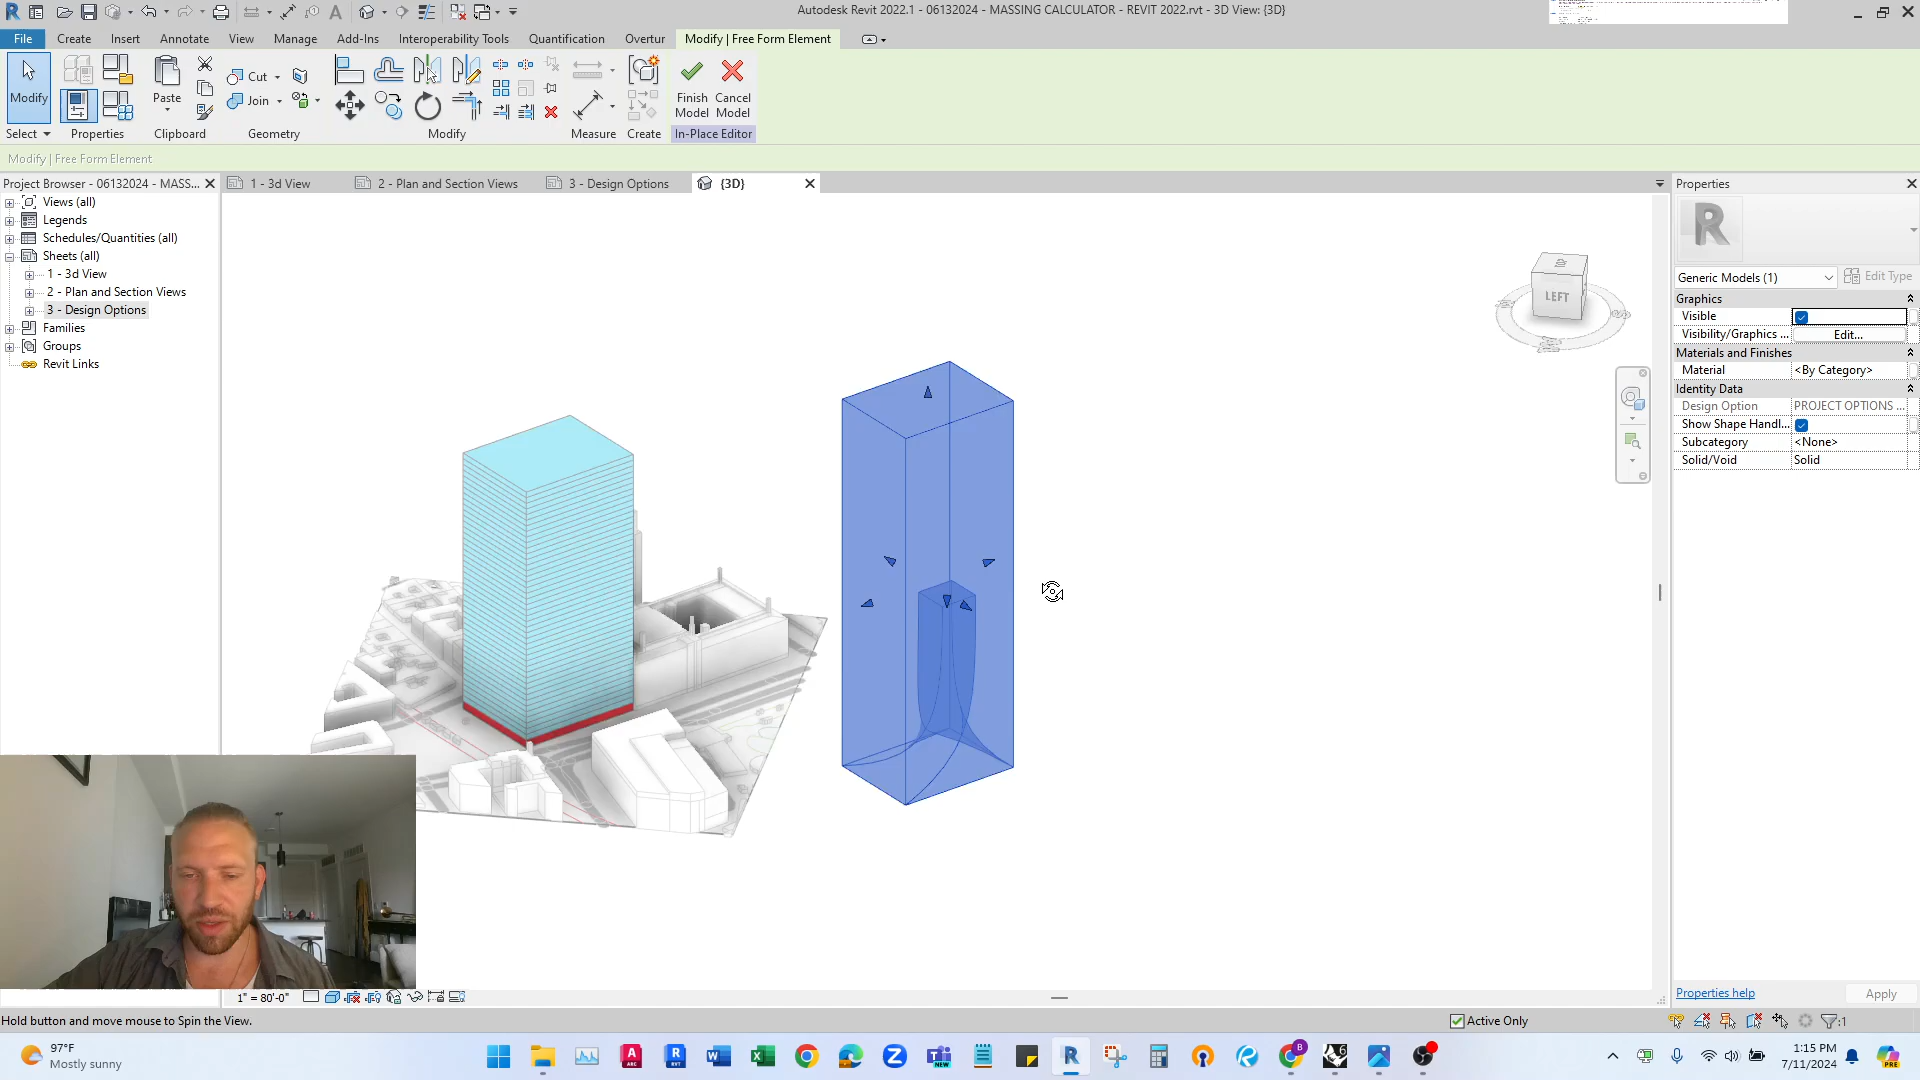 Autodesk Revit 2022.1 - 06132024 - MASSING CALCULATOR - REVIT 2022.rvt - 3D View: {3D}
File Create Insert Annotate View Manage Add-Ins Quantification Interoperability Tools Overtur Modify | Free Form Element
Modify
Paste
Cut
Join
Finish Model
Cancel Model
Select Properties Clipboard Geometry Modify Measure Create In-Place Editor
Modify | Free Form Element
Project Browser - 06132024 - MASS...
1 - 3d View
2 - Plan and Section Views
3 - Design Options
{3D}
Properties
Views (all)
Legends
Schedules/Quantities (all)
Sheets (all)
1 - 3d View
2 - Plan and Section Views
3 - Design Options
Families
Groups
Revit Links
LEFT
Generic Models (1)
Edit Type
Graphics
Visible
Visibility/Graphics ... Edit...
Materials and Finishes
Material <By Category>
Identity Data
Design Option PROJECT OPTIONS ...
Show Shape Handl...
Subcategory <None>
Solid/Void Solid
Properties help
Apply
1" = 80'-0"
Hold button and move mouse to Spin the View.
Active Only
:1
97°F
Mostly sunny
1:15 PM
7/11/2024